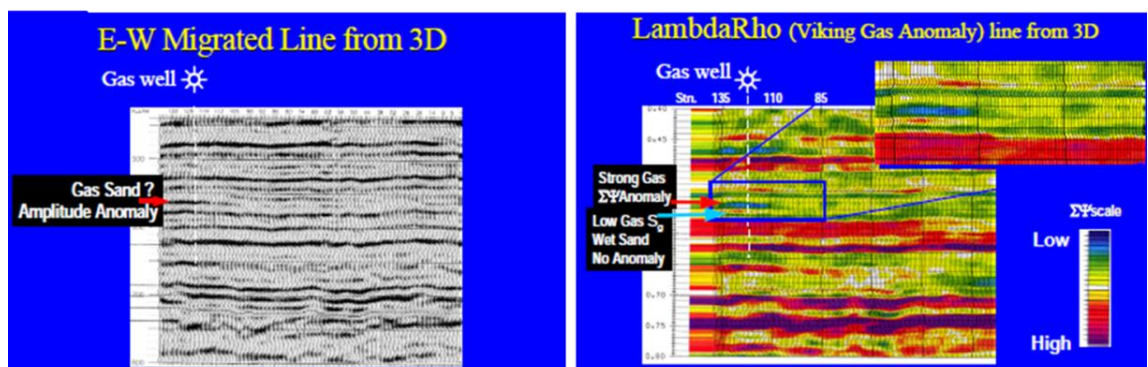 E-W Migrated Line from 3D
Gas well
Gas Sand ?
Amplitude Anomaly
LambdaRho (Viking Gas Anomaly) line from 3D
Gas well
Stn. 135 110 85
0.45
Strong Gas
ΣΨAnomaly
Low Gas Sg
Wet Sand
No Anomaly
0.70
0.75
0.80
ΣΨscale
Low
High